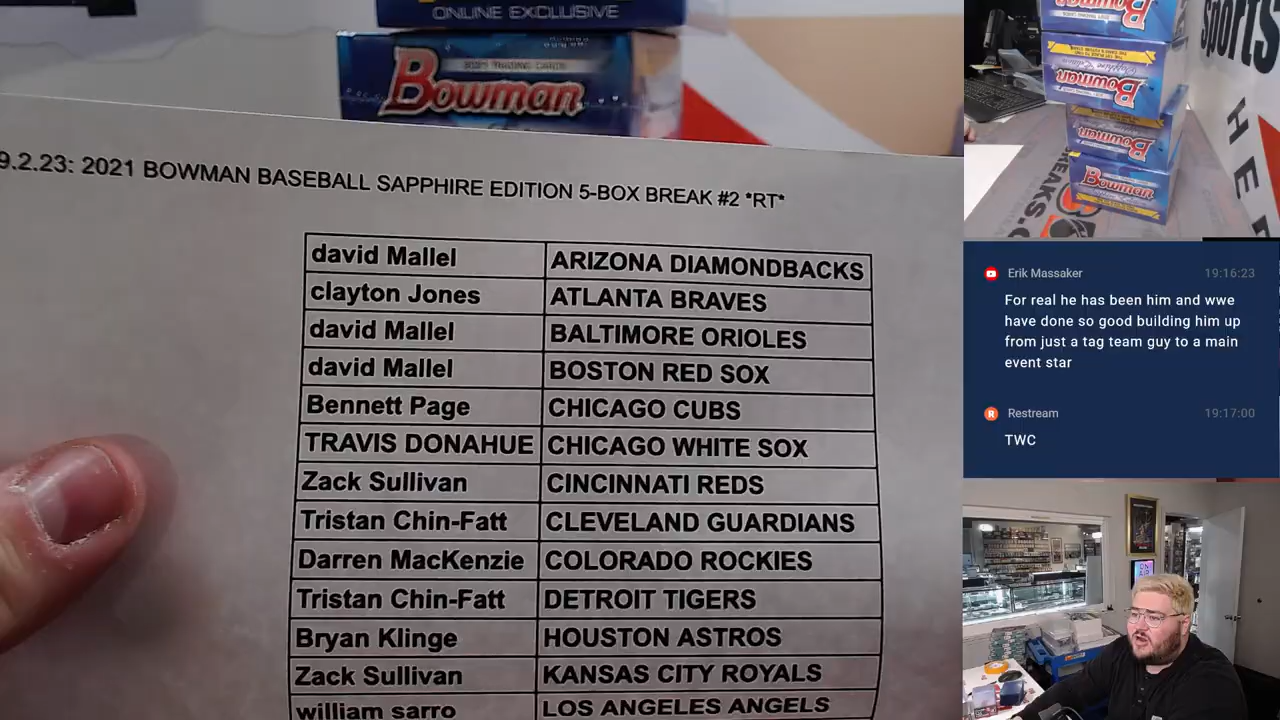 ONLINE EXCLUSIVE
Bowman
9.2.23: 2021 BOWMAN BASEBALL SAPPHIRE EDITION 5-BOX BREAK #2 *RT*
david Mallel ARIZONA DIAMONDBACKS
clayton Jones ATLANTA BRAVES
david Mallel BALTIMORE ORIOLES
david Mallel BOSTON RED SOX
Bennett Page CHICAGO CUBS
TRAVIS DONAHUE CHICAGO WHITE SOX
Zack Sullivan CINCINNATI REDS
Tristan Chin-Fatt CLEVELAND GUARDIANS
Darren MacKenzie COLORADO ROCKIES
Tristan Chin-Fatt DETROIT TIGERS
Bryan Klinge HOUSTON ASTROS
Zack Sullivan KANSAS CITY ROYALS
william sarro LOS ANGELES ANGELS
Bowman
Bowman
Bowman
Bowman
Sports
HER
Erik Massaker 19:16:23
For real he has been him and wwe
have done so good building him up
from just a tag team guy to a main
event star
Restream 19:17:00
TWC
ON AIR